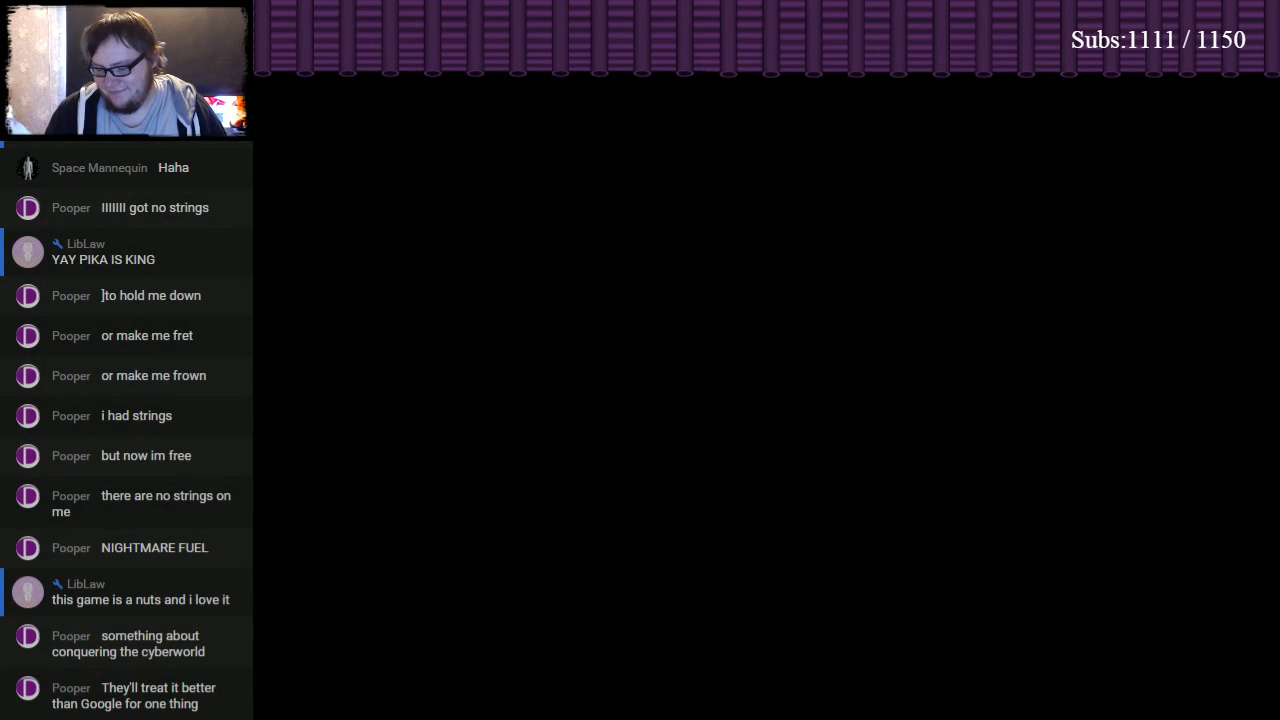 Subs:1111 / 1150
Space Mannequin Haha
Pooper IIIIIII got no strings
LibLaw
YAY PIKA IS KING
Pooper ]to hold me down
Pooper or make me fret
Pooper or make me frown
Pooper i had strings
Pooper but now im free
Pooper there are no strings on
me
Pooper NIGHTMARE FUEL
LibLaw
this game is a nuts and i love it
Pooper something about
conquering the cyberworld
Pooper They'll treat it better
than Google for one thing